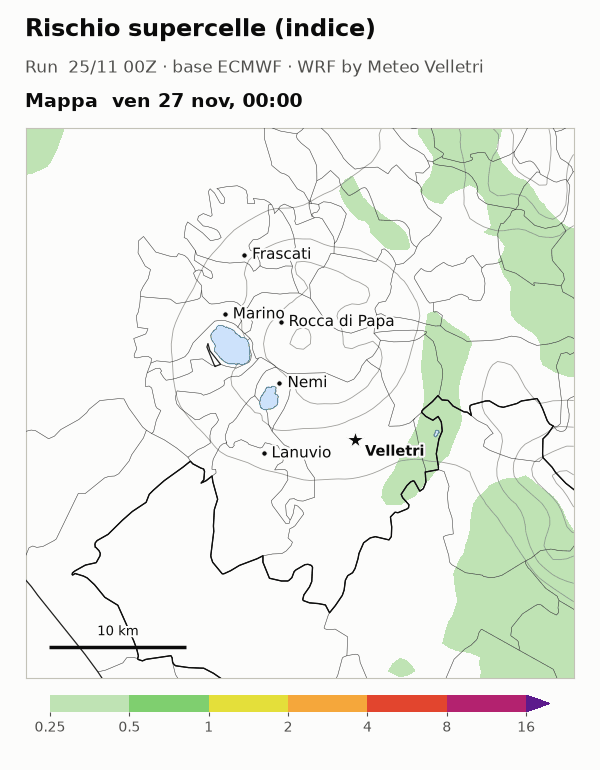 Rischio supercelle (indice)
Run  25/11 00Z · base ECMWF · WRF by Meteo Velletri
Mappa  ven 27 nov, 00:00
Frascati
Marino
Rocca di Papa
Nemi
Velletri
Lanuvio
10 km
0.25 0.5 1 2 4 8 16